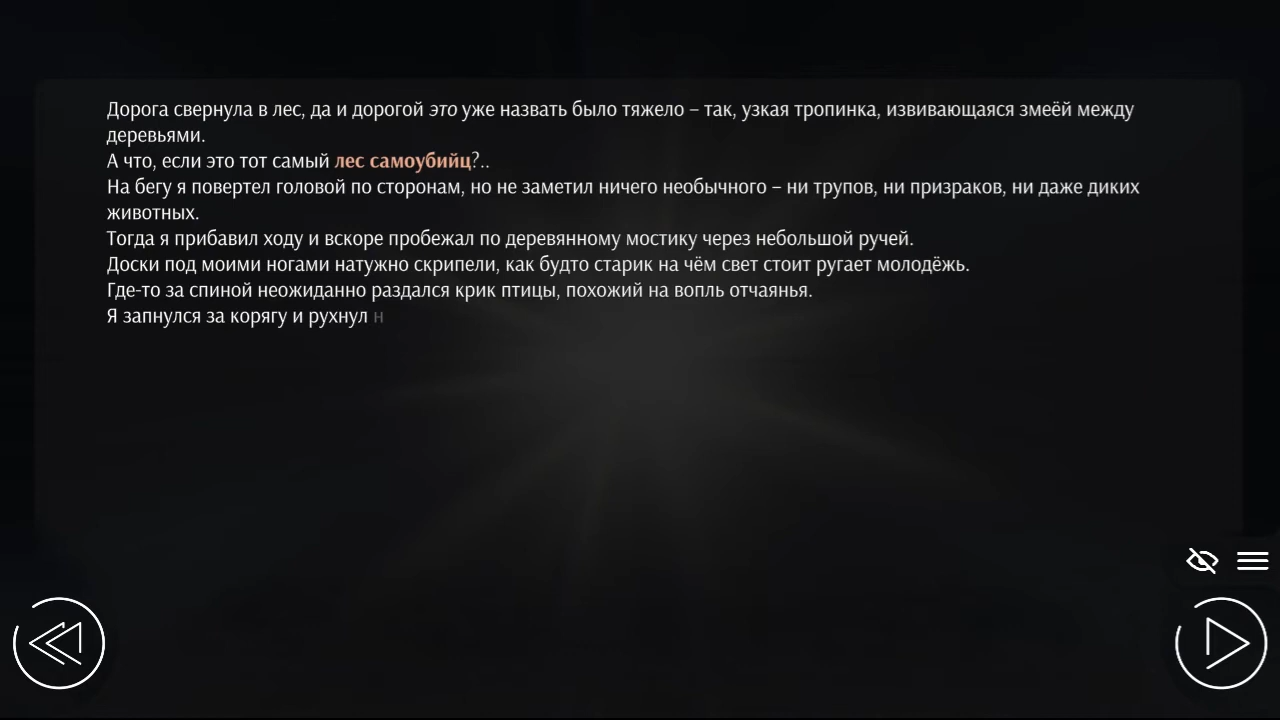 Дорога свернула в лес, да и дорогой это уже назвать было тяжело – так, узкая тропинка, извивающаяся змеёй между
деревьями.
А что, если это тот самый лес самоубийц?..
На бегу я повертел головой по сторонам, но не заметил ничего необычного – ни трупов, ни призраков, ни даже диких
животных.
Тогда я прибавил ходу и вскоре пробежал по деревянному мостику через небольшой ручей.
Доски под моими ногами натужно скрипели, как будто старик на чём свет стоит ругает молодёжь.
Где-то за спиной неожиданно раздался крик птицы, похожий на вопль отчаянья.
Я запнулся за корягу и рухнул н